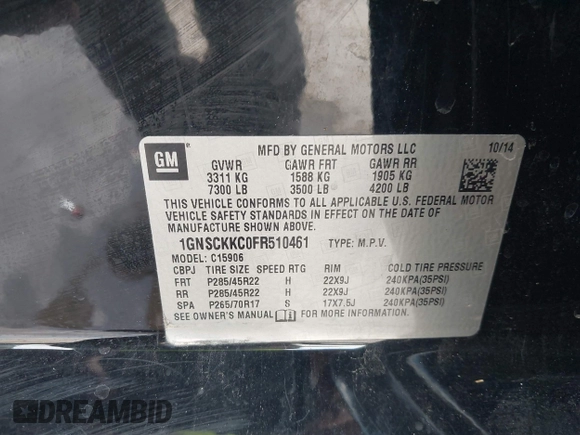 GM
MFD BY GENERAL MOTORS LLC 10/14
GVWR GAWR FRT GAWR RR
3311 KG 1588 KG 1905 KG
7300 LB 3500 LB 4200 LB
THIS VEHICLE CONFORMS TO ALL APPLICABLE U.S. FEDERAL MOTOR
VEHICLE SAFETY STANDARDS IN EFFECT ON THE DATE OF
MANUFACTURE SHOWN ABOVE.
1GNSCKKC0FR510461 TYPE: M.P.V.
MODEL: C15906
CBPJ TIRE SIZE SPEED RTG RIM COLD TIRE PRESSURE
FRT P285/45R22 H 22X9J 240KPA(35PSI)
RR P285/45R22 H 22X9J 240KPA(35PSI)
SPA P265/70R17 S 17X7.5J 240KPA(35PSI)
SEE OWNER'S MANUAL FOR MORE INFORMATION.
DREAMBID